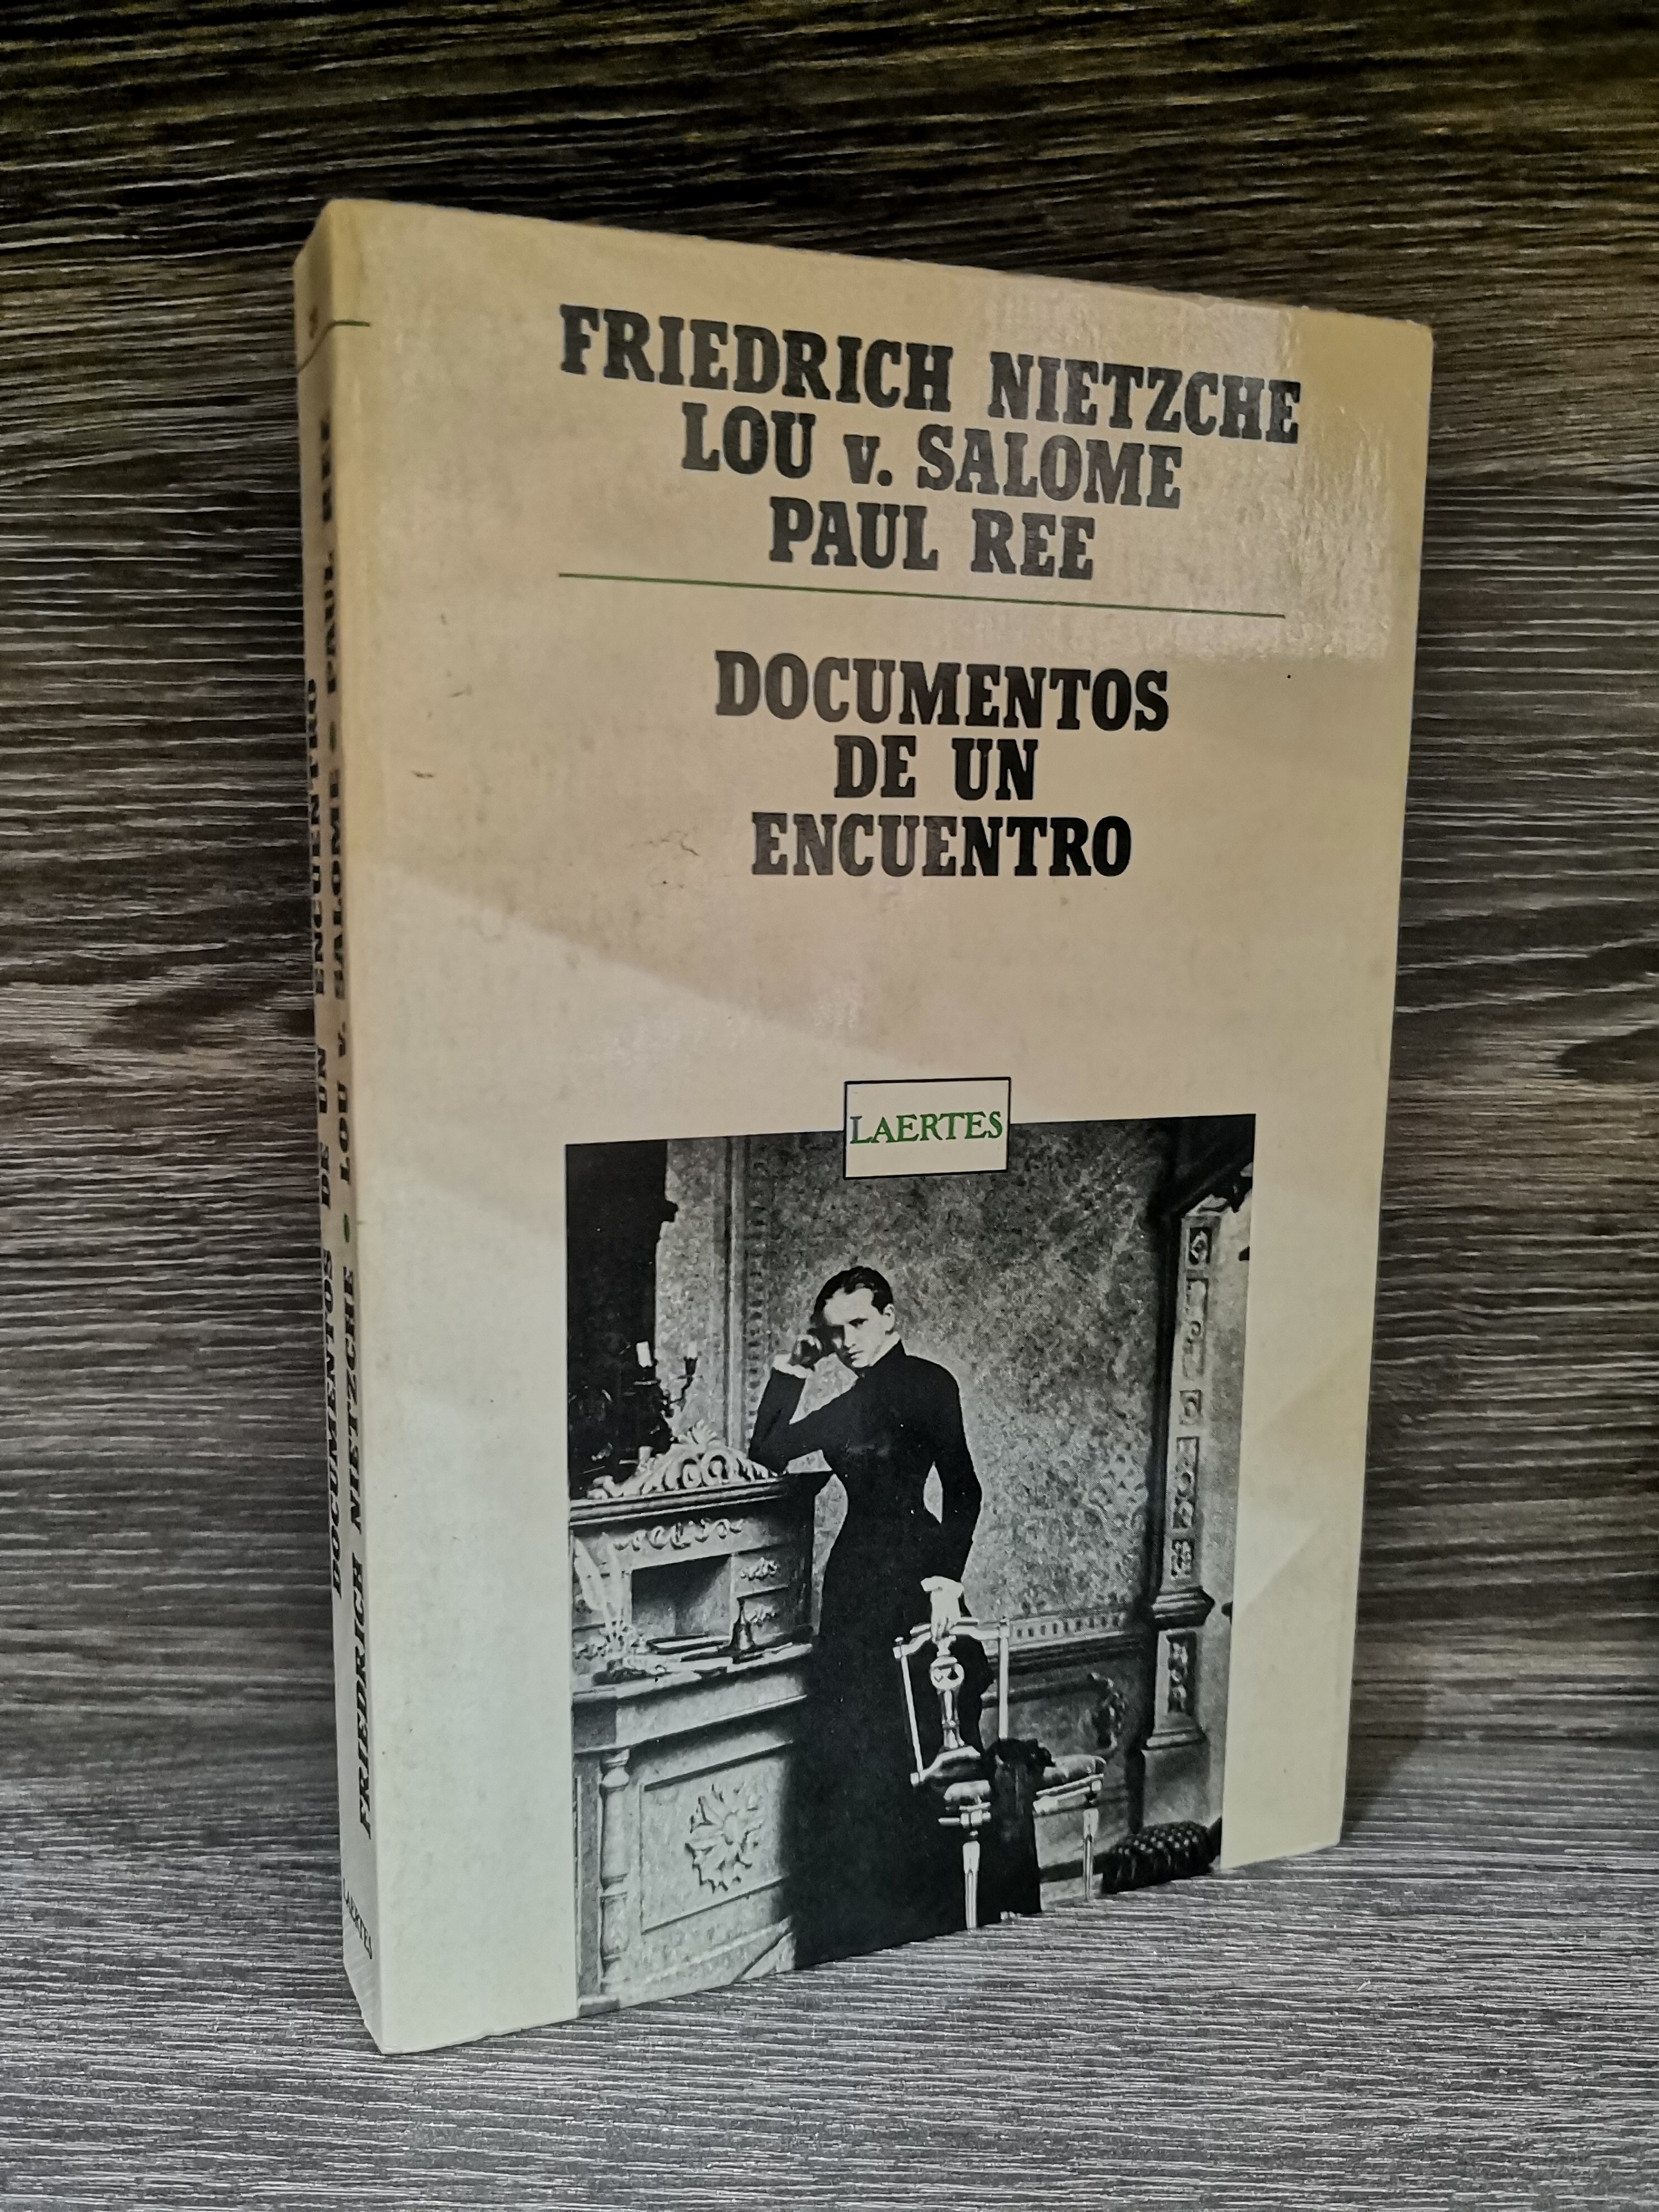 FRIEDRICH NIETZCHE
LOU v. SALOME
PAUL REE
DOCUMENTOS
DE UN
ENCUENTRO
LAERTES
DOCUMENTOS DE UN ENCUENTRO
FRIEDRICH NIETZCHE • LOU v. SALOME • PAUL REE
LAERTES